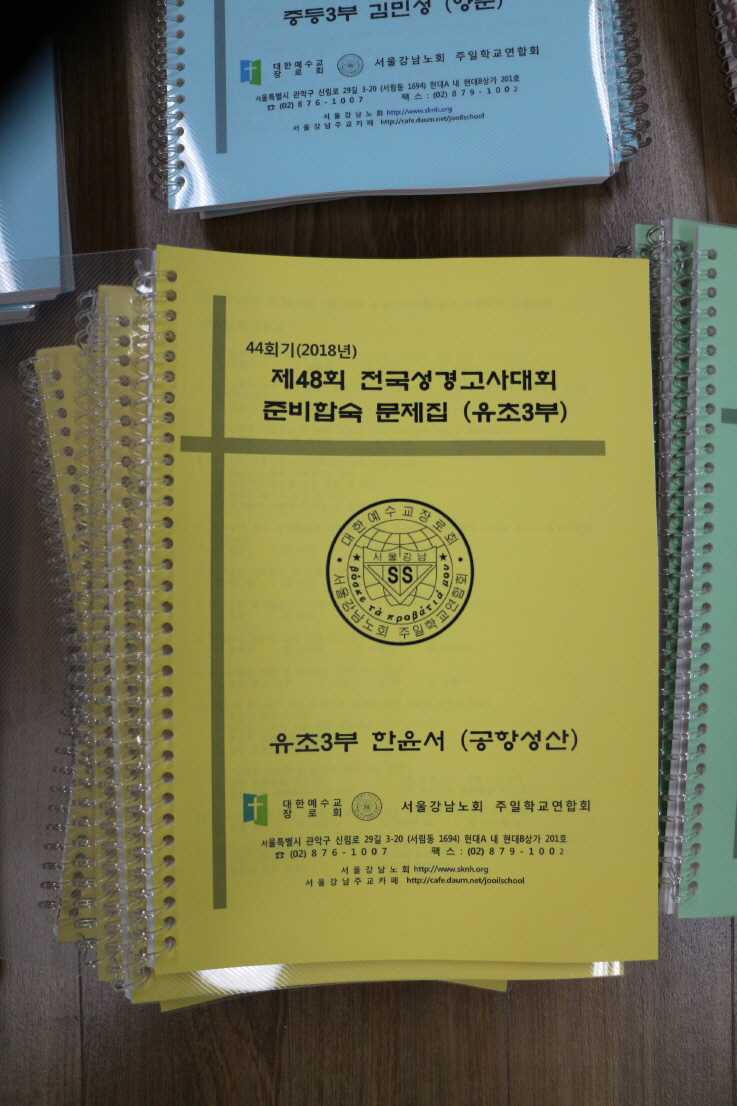 중등3부 김민성
대한예수교
장로회
서울강남노회 주일학교연합회
서울특별시 관악구 신림로 29길 3-20 (서림동 1694) 현대A 내 현대B상가 201호
☎ (02) 876-1007 팩스 : (02) 879-1002
서울강남노회 http://www.sknh.org
서울강남주교카페 http://cafe.daum.net/jooilschool
44회기(2018년)
제48회 전국성경고사대회
준비합숙 문제집 (유초3부)
대한예수교장로회
서울강남
SS
βόσκε τὰ προβάτιά μου
서울강남노회 주일학교연합회
유초3부 한윤서 (공항성산)
대한예수교
장로회
서울강남노회 주일학교연합회
서울특별시 관악구 신림로 29길 3-20 (서림동 1694) 현대A 내 현대B상가 201호
☎ (02) 876-1007 팩스 : (02) 879-1002
서울강남노회 http://www.sknh.org
서울강남주교카페 http://cafe.daum.net/jooilschool